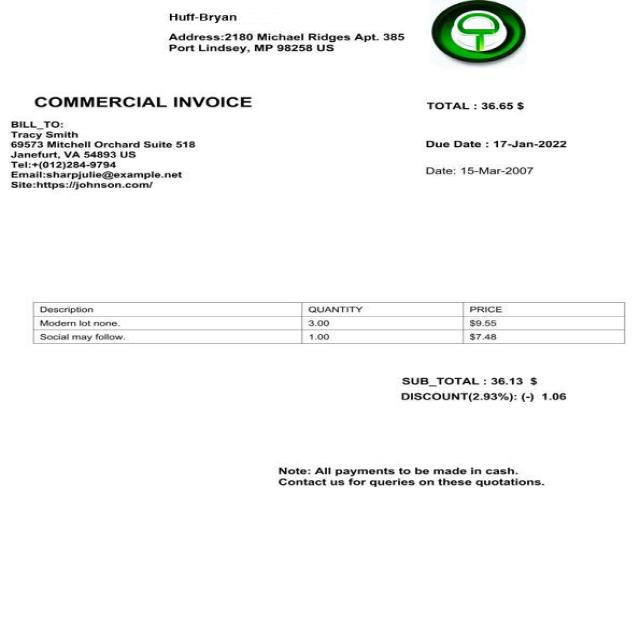 Huff-Bryan
Address:2180 Michael Ridges Apt. 385
Port Lindsey, MP 98258 US
COMMERCIAL INVOICE
TOTAL : 36.65 $
BILL_TO:
Tracy Smith
69573 Mitchell Orchard Suite 518
Janefurt, VA 54893 US
Tel:+(012)284-9794
Email:sharpjulie@example.net
Site:https://johnson.com/
Due Date : 17-Jan-2022
Date: 15-Mar-2007
Description QUANTITY PRICE
Modern lot none. 3.00 $9.55
Social may follow. 1.00 $7.48
SUB_TOTAL : 36.13 $
DISCOUNT(2.93%): (-) 1.06
Note: All payments to be made in cash.
Contact us for queries on these quotations.